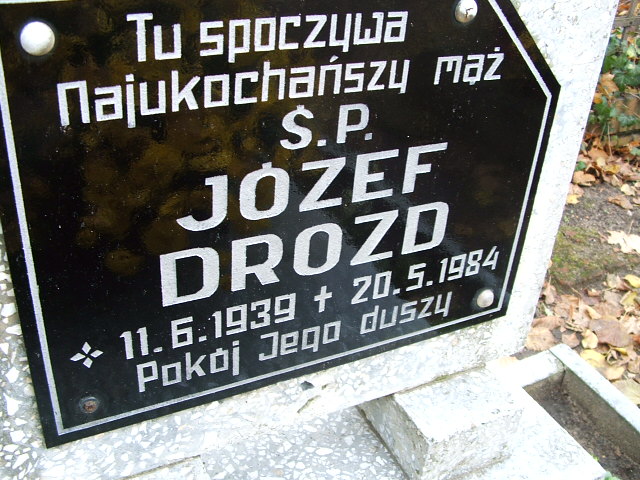 Tu spoczywa
Najukochańszy mąż
Ś.P.
JÓZEF
DROZD
11.6.1939 ✝ 20.5.1984
Pokój Jego duszy